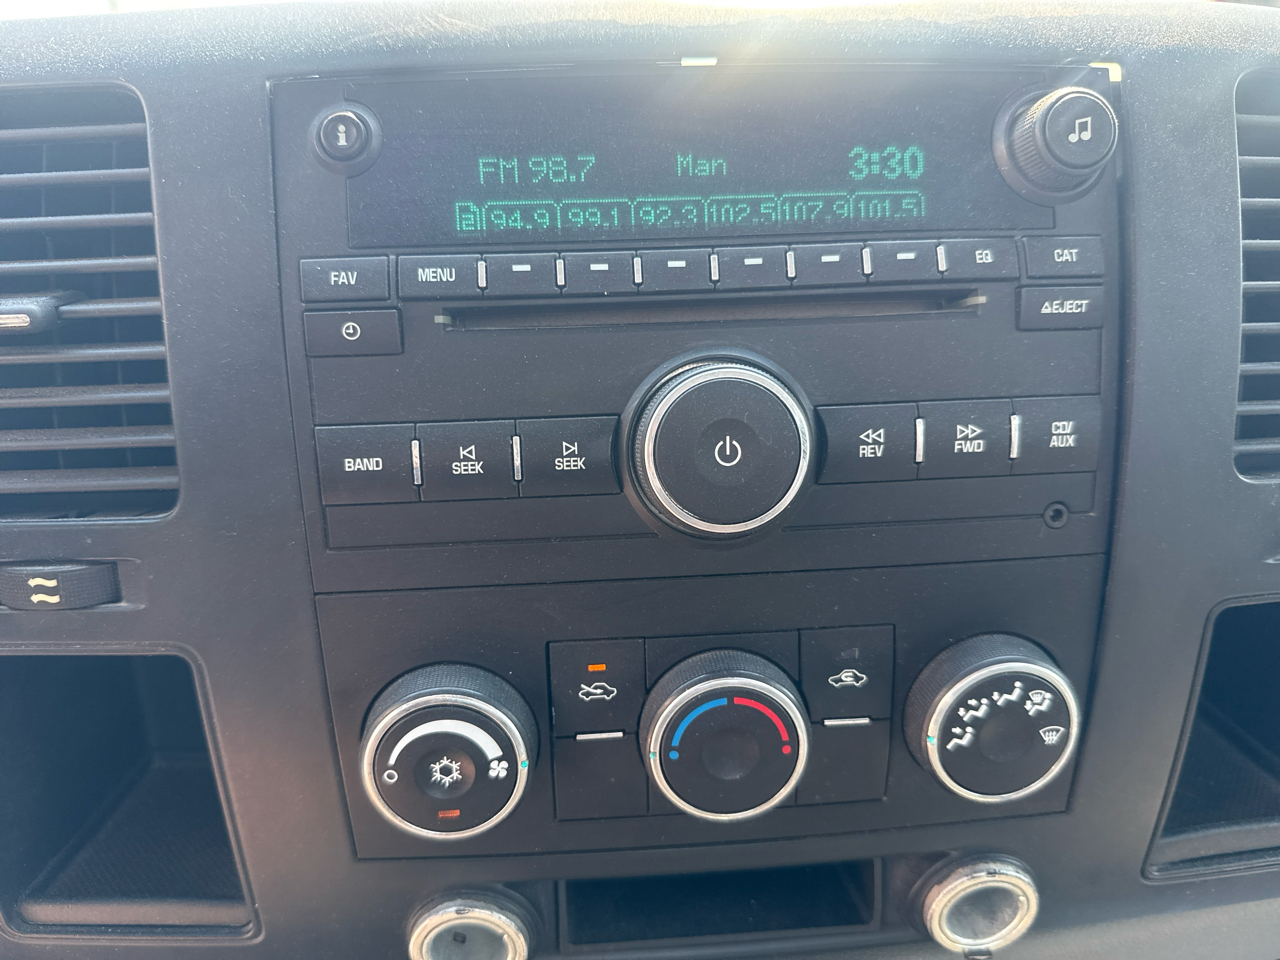 FM 98.7 Man 3:30
94.9 99.1 92.3 102.5 107.9 101.5
FAV MENU EQ CAT
EJECT
BAND SEEK SEEK REV FWD CD/AUX